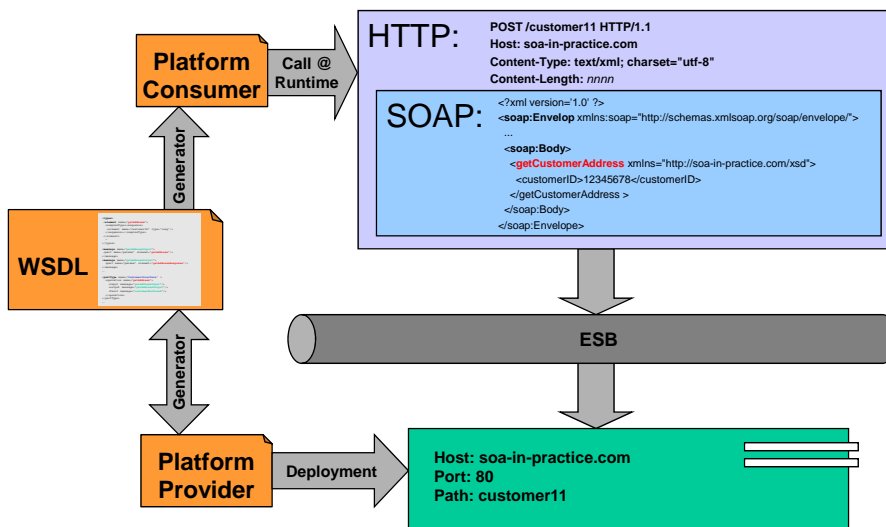 Platform
Consumer
Call @
Runtime
HTTP:
POST /customer11 HTTP/1.1
Host: soa-in-practice.com
Content-Type: text/xml; charset="utf-8"
Content-Length: nnnn
SOAP:
<?xml version='1.0' ?>
<soap:Envelop xmlns:soap="http://schemas.xmlsoap.org/soap/envelope/">
...
<soap:Body>
<getCustomerAddress xmlns="http://soa-in-practice.com/xsd">
<customerID>12345678</customerID>
</getCustomerAddress >
</soap:Body>
</soap:Envelope>
Generator
WSDL
ESB
Generator
Platform
Provider
Deployment
Host: soa-in-practice.com
Port: 80
Path: customer11